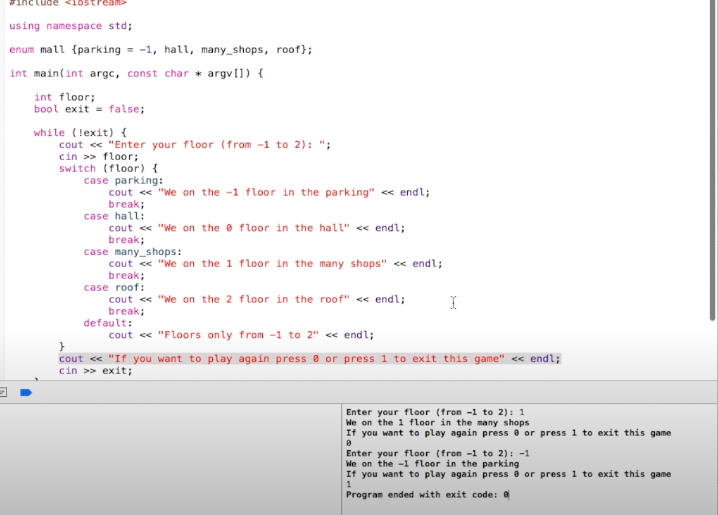 #include <iostream>
using namespace std;
enum mall {parking = -1, hall, many_shops, roof};
int main(int argc, const char * argv[]) {
int floor;
bool exit = false;
while (!exit) {
cout << "Enter your floor (from -1 to 2): ";
cin >> floor;
switch (floor) {
case parking:
cout << "We on the -1 floor in the parking" << endl;
break;
case hall:
cout << "We on the 0 floor in the hall" << endl;
break;
case many_shops:
cout << "We on the 1 floor in the many shops" << endl;
break;
case roof:
cout << "We on the 2 floor in the roof" << endl;
break;
default:
cout << "Floors only from -1 to 2" << endl;
}
cout << "If you want to play again press 0 or press 1 to exit this game" << endl;
cin >> exit;
Enter your floor (from -1 to 2): 1
We on the 1 floor in the many shops
If you want to play again press 0 or press 1 to exit this game
0
Enter your floor (from -1 to 2): -1
We on the -1 floor in the parking
If you want to play again press 0 or press 1 to exit this game
1
Program ended with exit code: 0